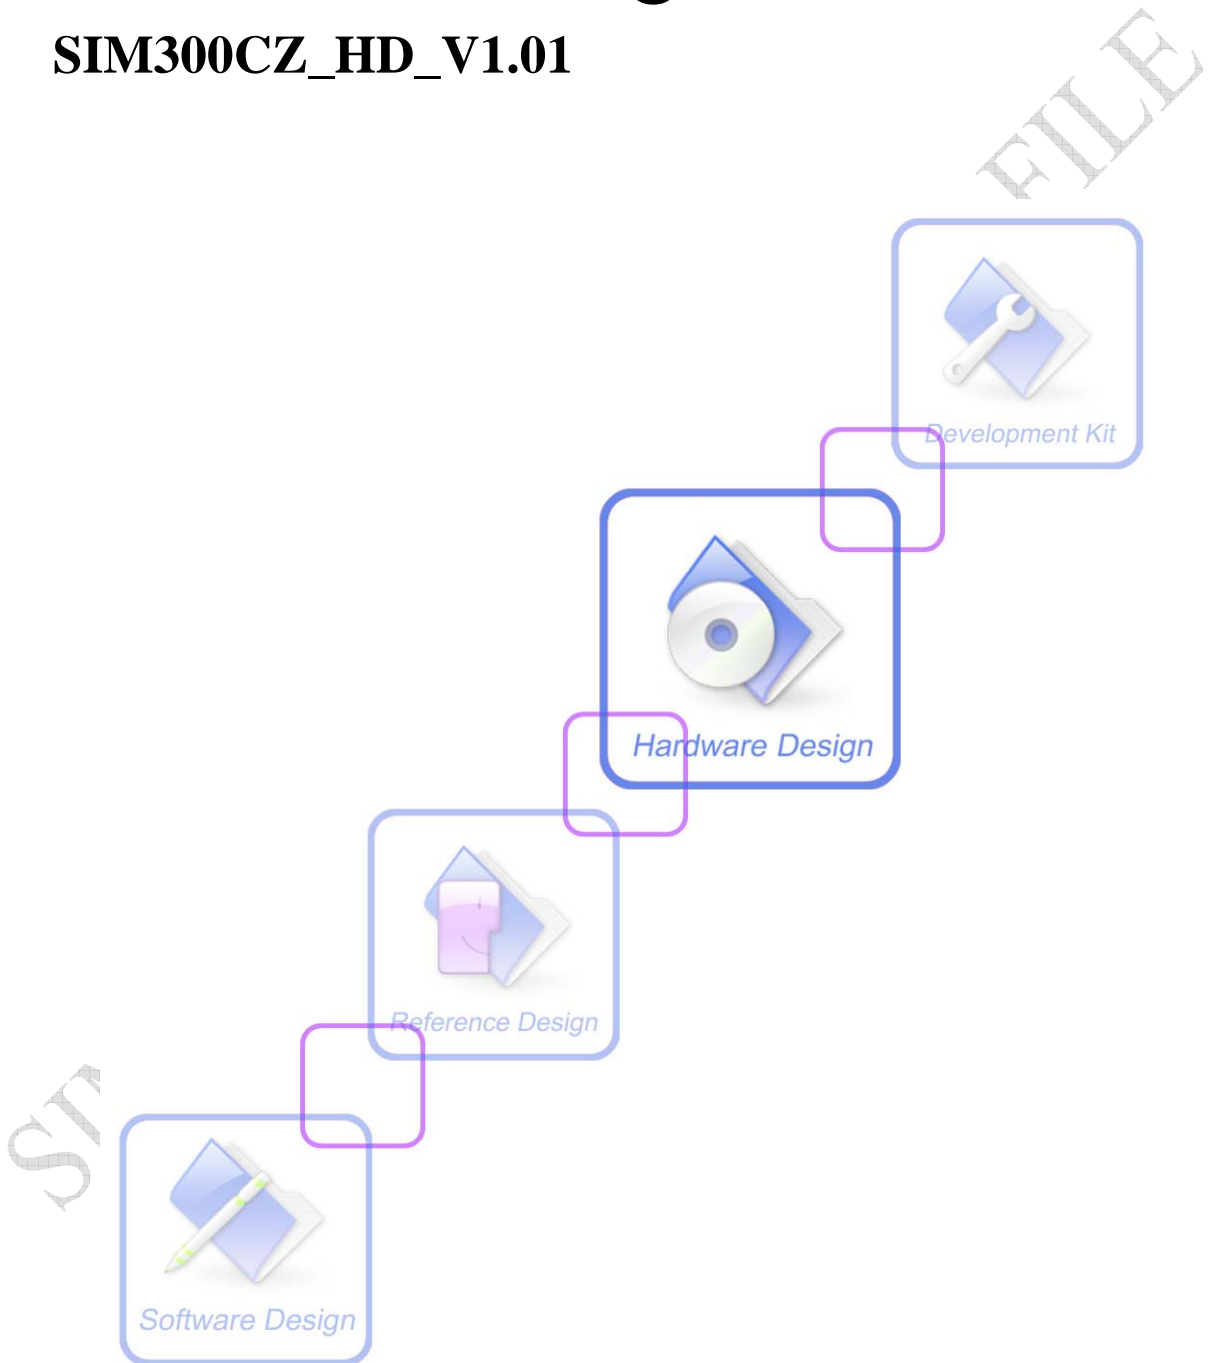 SIM300CZ_HD_V1.01
FILE
Development Kit
Hardware Design
Reference Design
Software Design